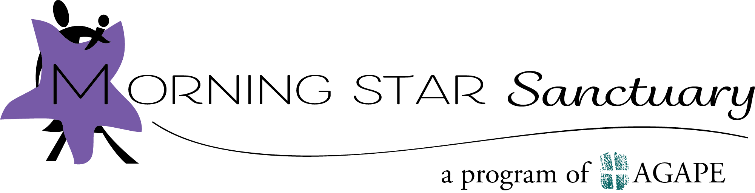 MORNING STAR Sanctuary
a program of AGAPE